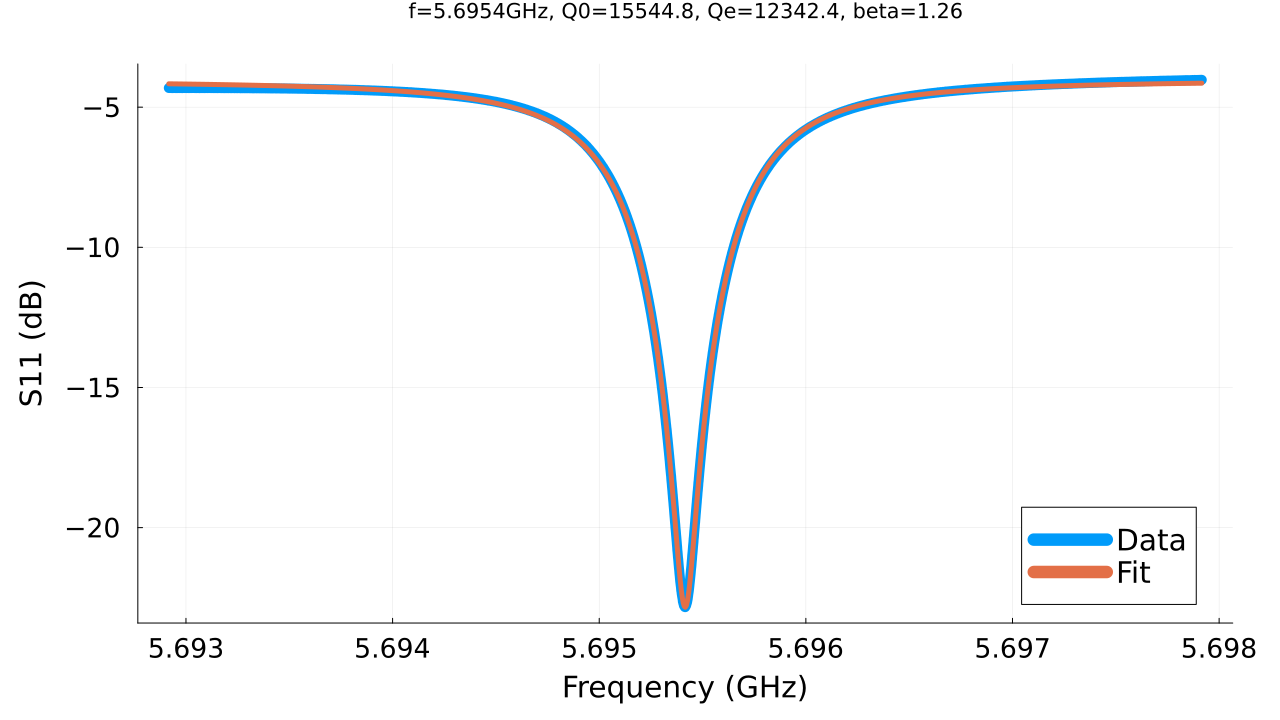 f=5.6954GHz, Q0=15544.8, Qe=12342.4, beta=1.26
S11 (dB)
−5
−10
−15
−20
Data
Fit
5.693
5.694
5.695
5.696
5.697
5.698
Frequency (GHz)